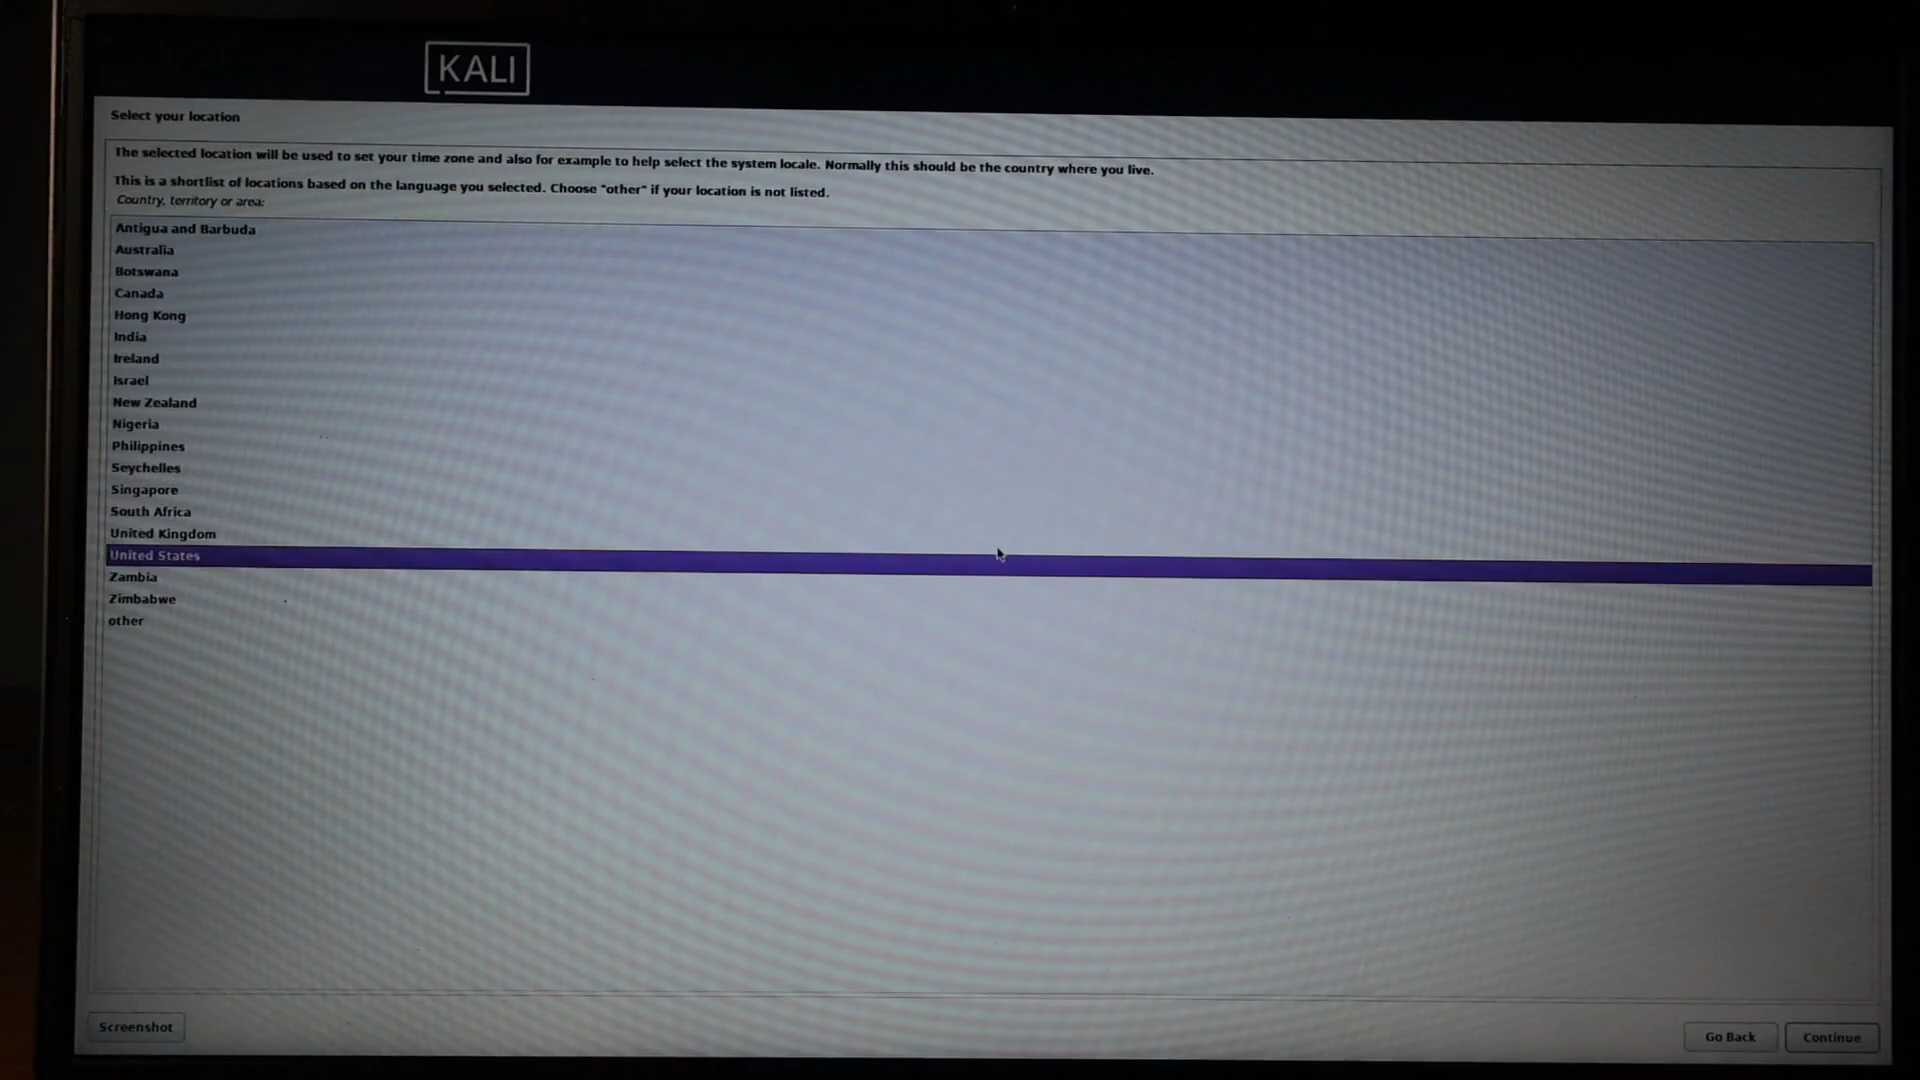 KALI
Select your location
The selected location will be used to set your time zone and also for example to help select the system locale. Normally this should be the country where you live.
This is a shortlist of locations based on the language you selected. Choose "other" if your location is not listed.
Country, territory or area:
Antigua and Barbuda
Australia
Botswana
Canada
Hong Kong
India
Ireland
Israel
New Zealand
Nigeria
Philippines
Seychelles
Singapore
South Africa
United Kingdom
United States
Zambia
Zimbabwe
other
Screenshot
Go Back
Continue